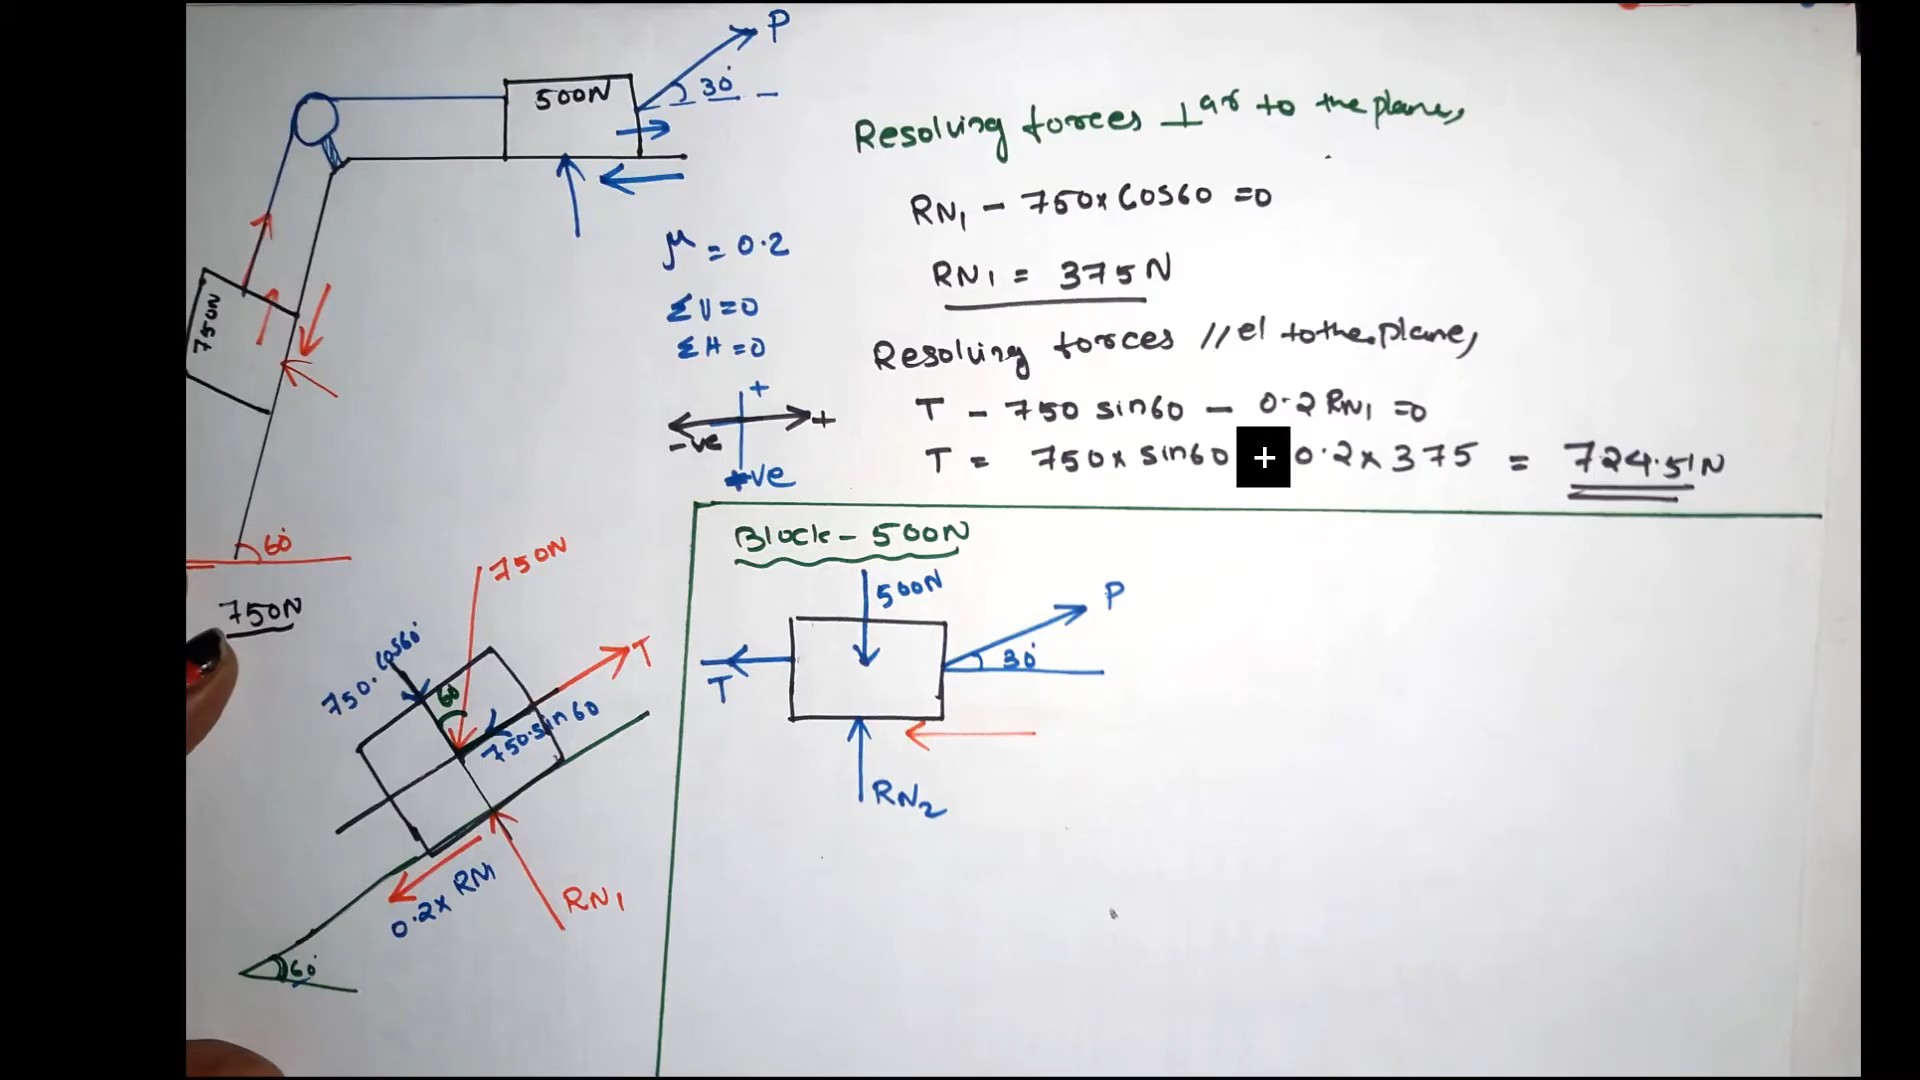 P
30°
500N
750N
60°
μ = 0.2
ΣV=0
ΣH=0
+
+
-ve
+ve
Resolving forces ⊥ar to the plane,
RN1 - 750×Cos60 =0
RN1 = 375N
Resolving forces //el to the plane,
T - 750 sin60 - 0.2 RN1 =0
T = 750× sin60 + 0.2× 375 = 724.51N
750N
750N
750.cos60°
60
T
750.sin60
0.2× RN1
RN1
60°
Block - 500N
500N
P
30°
T
RN2